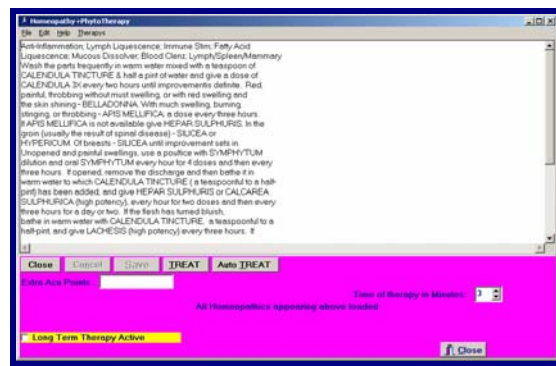 Homeopathy+PhytoTherapy
File Edit Help Therapys
Anti-Inflammation; Lymph Liquescence; Immune Stim; Fatty Acid
Liquescence; Mucous Dissolver; Blood Clenz; Lymph/Spleen/Mammary
Wash the parts frequently in warm water mixed with a teaspoon of
CALENDULA TINCTURE & half a pint of water and give a dose of
CALENDULA 3X every two hours until improvementis definite. Red,
painful, throbbing without must swelling, or with red swelling and
the skin shining - BELLADONNA. With much swelling, burning,
stinging, or throbbing - APIS MELLIFICA; a dose every three hours.
If APIS MELLIFICA is not available give HEPAR SULPHURIS. In the
groin (usually the result of spinal disease) - SILICEA or
HYPERICUM. Of breasts - SILICEA until improvement sets in.
Unopened and painful swellings, use a poultice with SYMPHYTUM
dilution and oral SYMPHYTUM every hour for 4 doses and then every
three hours. If opened, remove the discharge and then bathe it in
warm water to which CALENDULA TINCTURE ( a teaspoonful to a half-
pint) has been added, and give HEPAR SULPHURIS or CALCAREA
SULPHURICA (high potency), every hour for two doses and then every
three hours for a day or two. If the flesh has turned bluish,
bathe in warm water with CALENDULA TINCTURE, a teaspoonful to a
half-pint, and give LACHESIS (high potency) every three hours. If
Close Cancel Save TREAT Auto TREAT
Extra Acu Points :
Time of therapy in Minutes: 3
All Homeopathics appearing above loaded
Long Term Therapy Active
Close